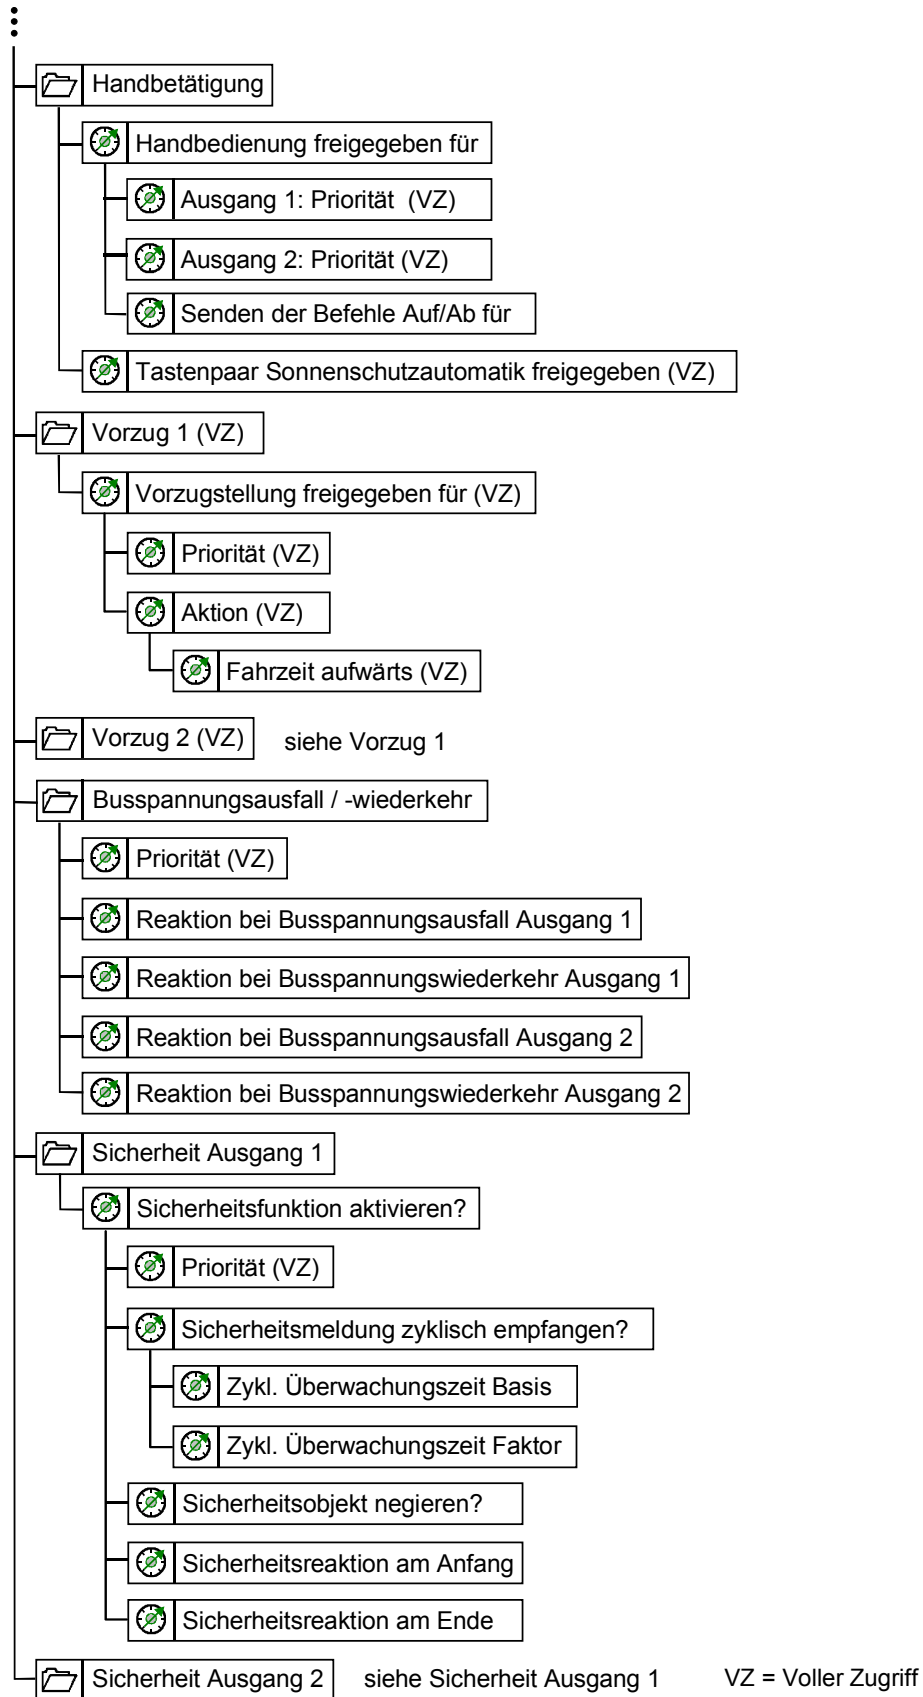 Handbetätigung
Handbedienung freigegeben für
Ausgang 1: Priorität (VZ)
Ausgang 2: Priorität (VZ)
Senden der Befehle Auf/Ab für
Tastenpaar Sonnenschutzautomatik freigegeben (VZ)
Vorzug 1 (VZ)
Vorzugstellung freigegeben für (VZ)
Priorität (VZ)
Aktion (VZ)
Fahrzeit aufwärts (VZ)
Vorzug 2 (VZ) siehe Vorzug 1
Busspannungsausfall / -wiederkehr
Priorität (VZ)
Reaktion bei Busspannungsausfall Ausgang 1
Reaktion bei Busspannungswiederkehr Ausgang 1
Reaktion bei Busspannungsausfall Ausgang 2
Reaktion bei Busspannungswiederkehr Ausgang 2
Sicherheit Ausgang 1
Sicherheitsfunktion aktivieren?
Priorität (VZ)
Sicherheitsmeldung zyklisch empfangen?
Zykl. Überwachungszeit Basis
Zykl. Überwachungszeit Faktor
Sicherheitsobjekt negieren?
Sicherheitsreaktion am Anfang
Sicherheitsreaktion am Ende
Sicherheit Ausgang 2 siehe Sicherheit Ausgang 1 VZ = Voller Zugriff